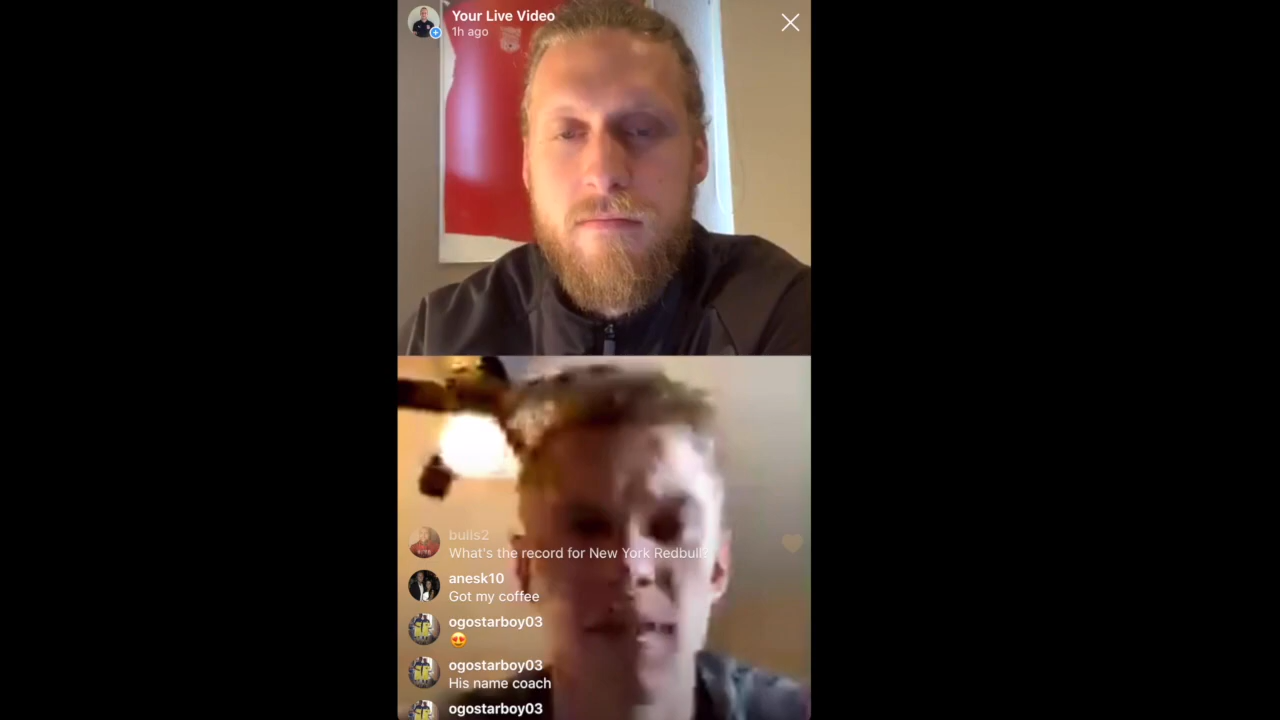 Your Live Video
1h ago
bulls2
What's the record for New York Redbull?
anesk10
Got my coffee
ogostarboy03
😍
ogostarboy03
His name coach
ogostarboy03